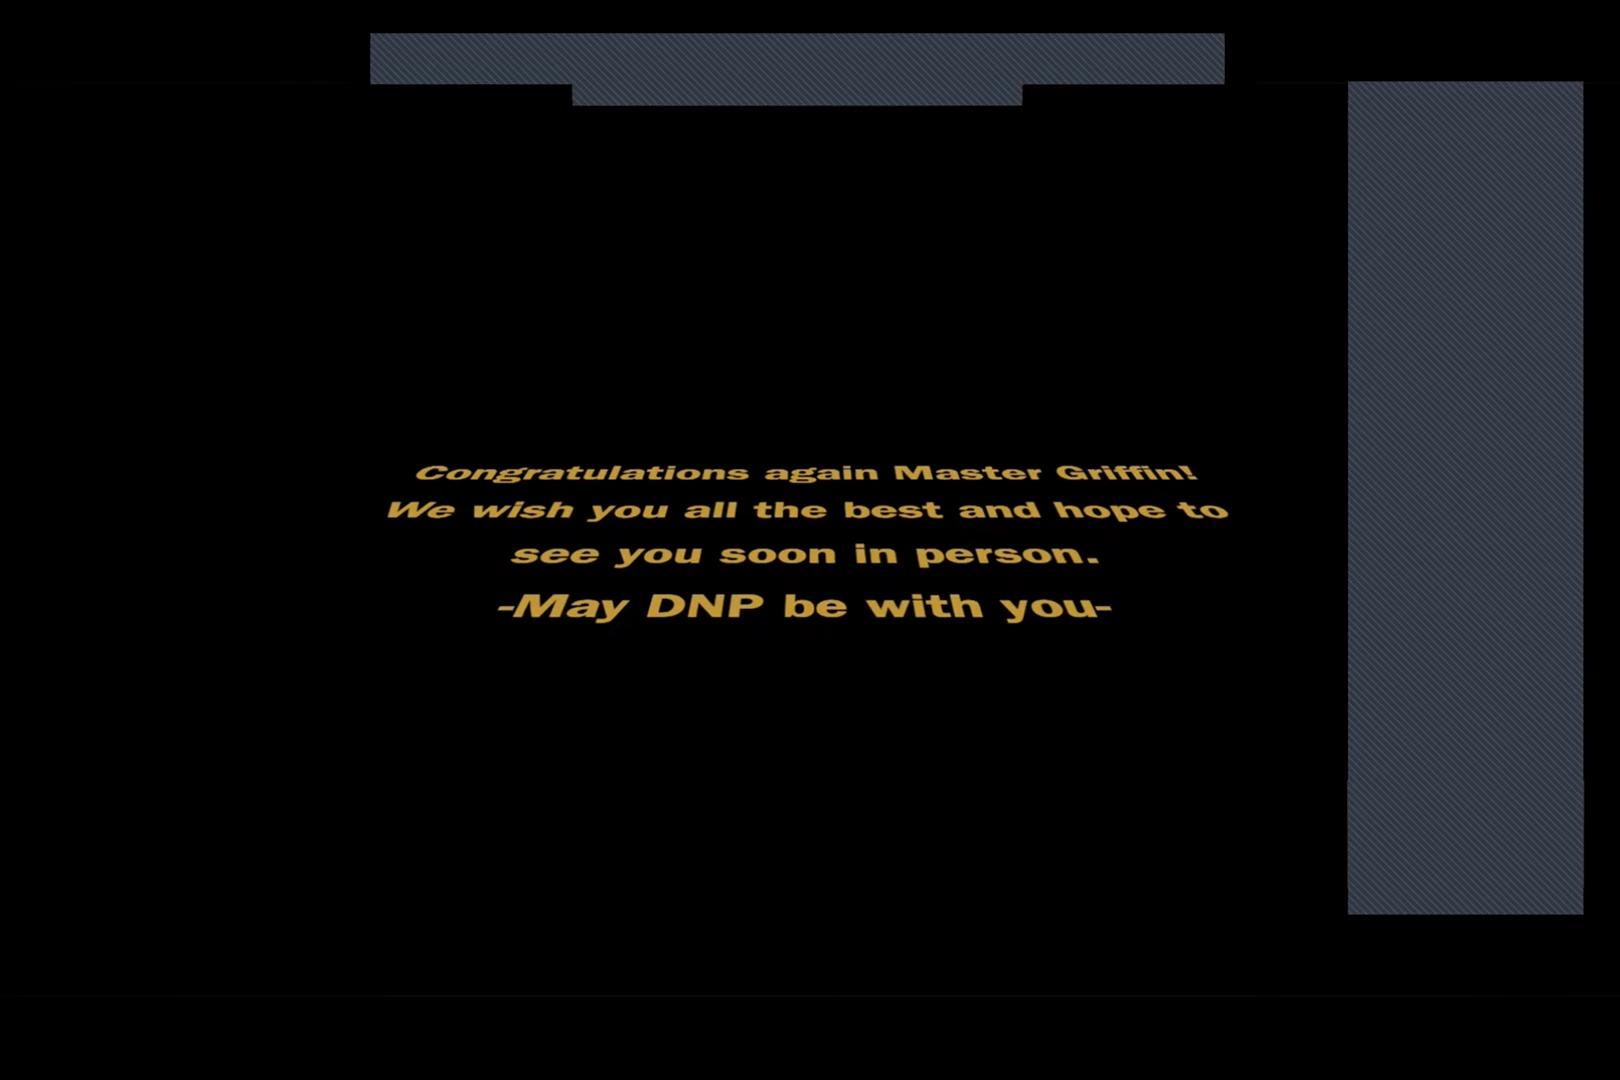 Congratulations again Master Griffin!
We wish you all the best and hope to
see you soon in person.
-May DNP be with you-